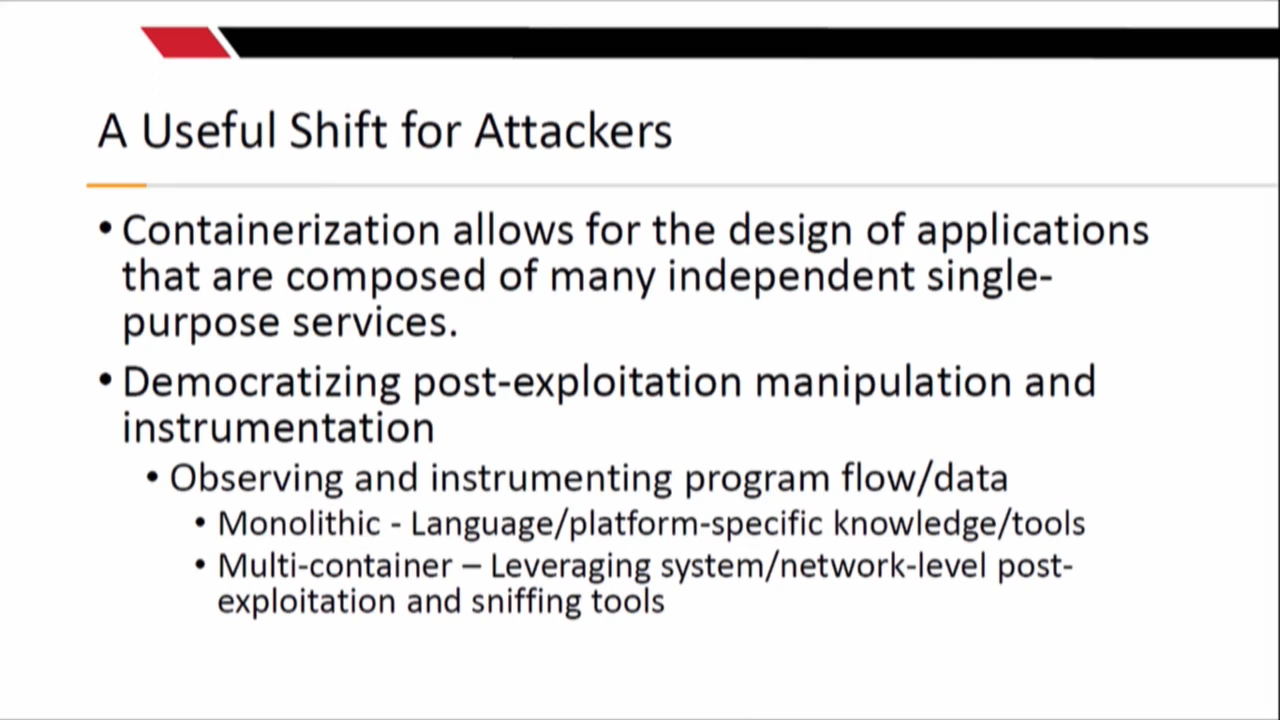 A Useful Shift for Attackers
• Containerization allows for the design of applications
that are composed of many independent single-
purpose services.
• Democratizing post-exploitation manipulation and
instrumentation
• Observing and instrumenting program flow/data
• Monolithic - Language/platform-specific knowledge/tools
• Multi-container – Leveraging system/network-level post-
exploitation and sniffing tools